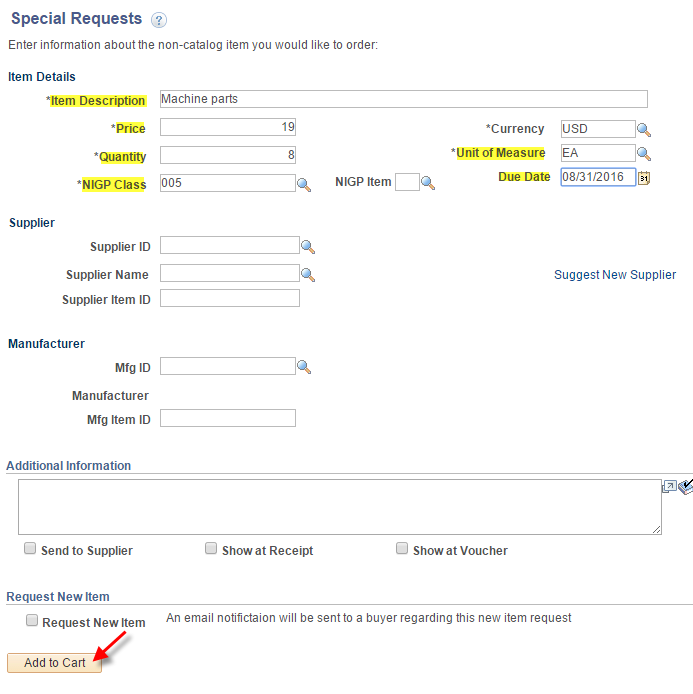 Special Requests ?
Enter information about the non-catalog item you would like to order:
Item Details
*Item Description Machine parts
*Price 19 *Currency USD
*Quantity 8 *Unit of Measure EA
*NIGP Class 005 NIGP Item Due Date 08/31/2016 31
Supplier
Supplier ID
Supplier Name Suggest New Supplier
Supplier Item ID
Manufacturer
Mfg ID
Manufacturer
Mfg Item ID
Additional Information
Send to Supplier Show at Receipt Show at Voucher
Request New Item
Request New Item An email notifictaion will be sent to a buyer regarding this new item request
Add to Cart